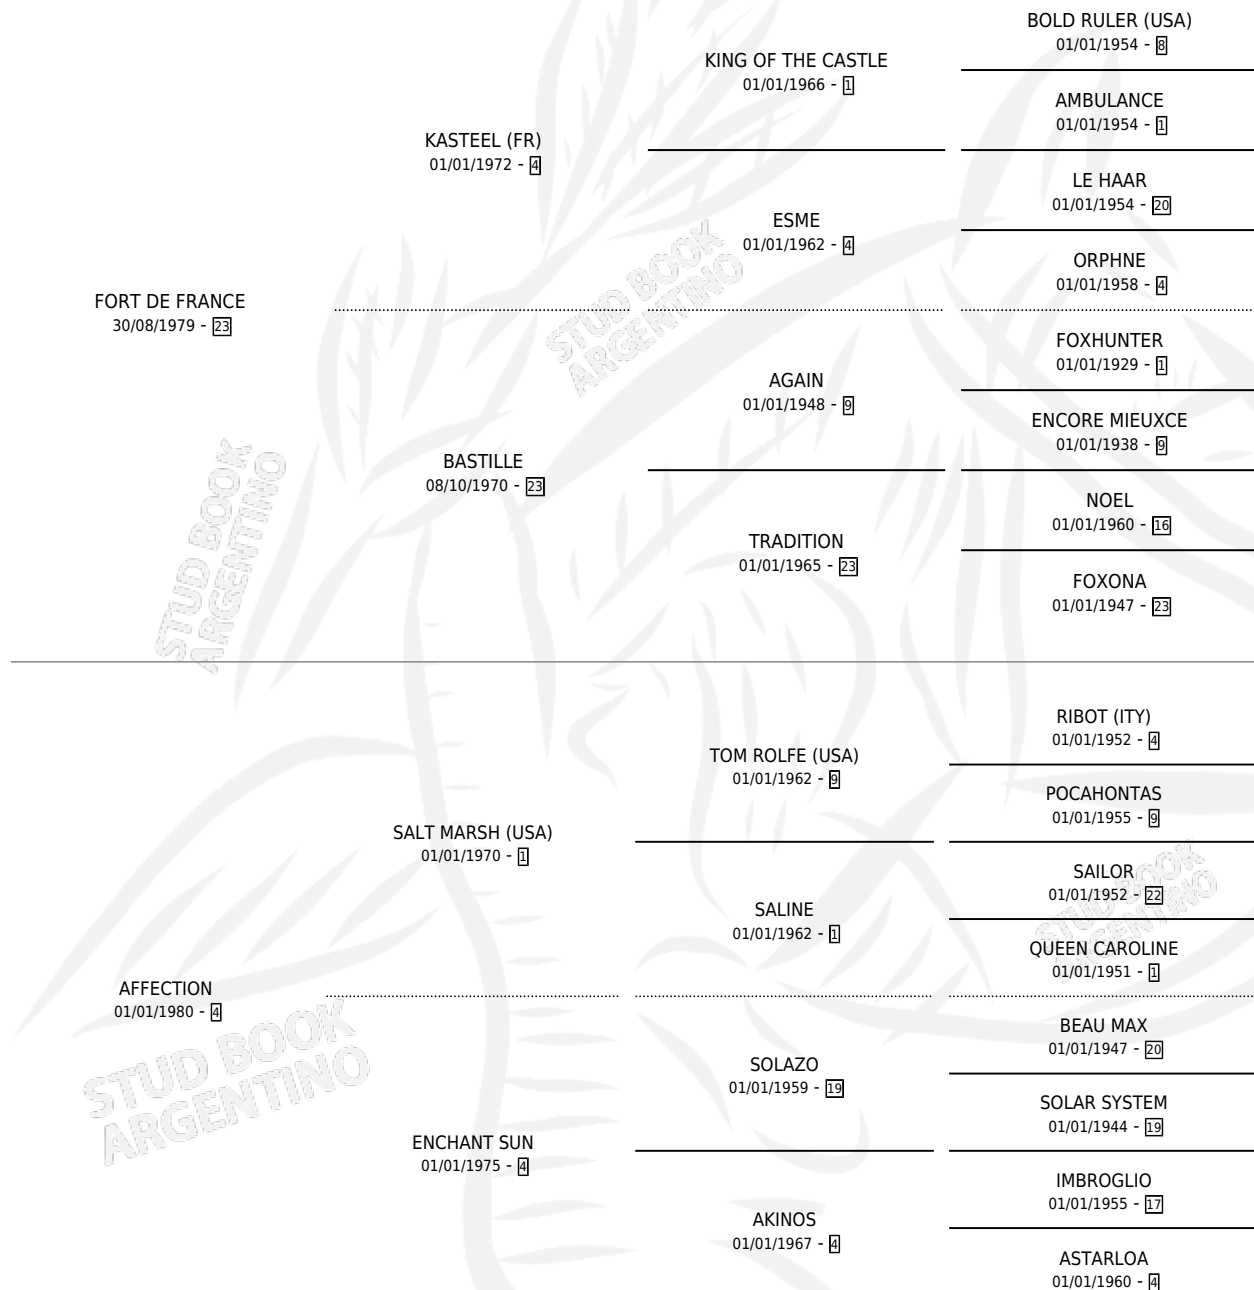 BOLD RULER (USA)
01/01/1954 - 8
KING OF THE CASTLE
01/01/1966 - 1
AMBULANCE
01/01/1954 - 1
KASTEEL (FR)
01/01/1972 - 4
LE HAAR
01/01/1954 - 20
ESME
01/01/1962 - 4
ORPHNE
01/01/1958 - 4
FORT DE FRANCE
30/08/1979 - 23
FOXHUNTER
01/01/1929 - 1
AGAIN
01/01/1948 - 9
ENCORE MIEUXCE
01/01/1938 - 9
BASTILLE
08/10/1970 - 23
NOEL
01/01/1960 - 16
TRADITION
01/01/1965 - 23
FOXONA
01/01/1947 - 23
RIBOT (ITY)
01/01/1952 - 4
TOM ROLFE (USA)
01/01/1962 - 9
POCAHONTAS
01/01/1955 - 9
SALT MARSH (USA)
01/01/1970 - 1
SAILOR
01/01/1952 - 22
SALINE
01/01/1962 - 1
QUEEN CAROLINE
01/01/1951 - 1
AFFECTION
01/01/1980 - 4
BEAU MAX
01/01/1947 - 20
SOLAZO
01/01/1959 - 19
SOLAR SYSTEM
01/01/1944 - 19
ENCHANT SUN
01/01/1975 - 4
IMBROGLIO
01/01/1955 - 17
AKINOS
01/01/1967 - 4
ASTARLOA
01/01/1960 - 4
STUD BOOK
ARGENTINO
STUD BOOK
ARGENTINO
STUD BOOK
ARGENTINO
STUD BOOK
ARGENTINO